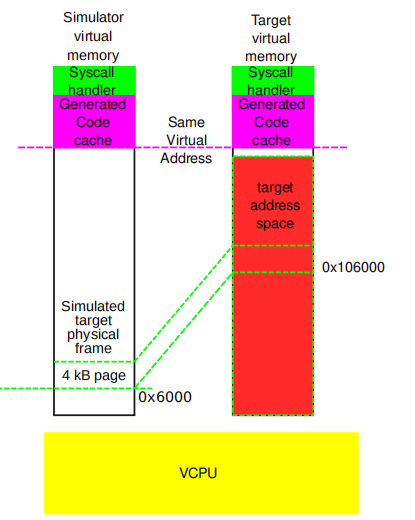 Simulator
virtual
memory
Target
virtual
memory
Syscall
handler
Syscall
handler
Generated
Code
cache
Generated
Code
cache
Same
Virtual
Address
target
address
space
0x106000
Simulated
target
physical
frame
4 kB page
0x6000
VCPU